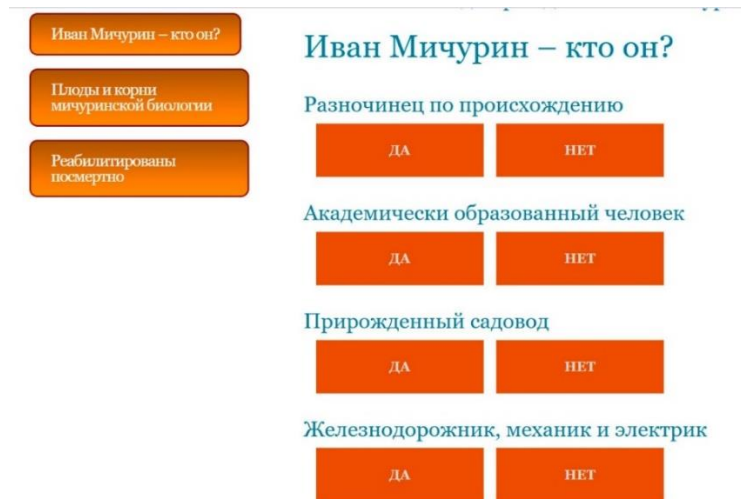 Иван Мичурин – кто он?
Плоды и корни
мичуринской биологии
Реабилитированы
посмертно
Иван Мичурин – кто он?
Разночинец по происхождению
ДА
НЕТ
Академически образованный человек
ДА
НЕТ
Прирожденный садовод
ДА
НЕТ
Железнодорожник, механик и электрик
ДА
НЕТ